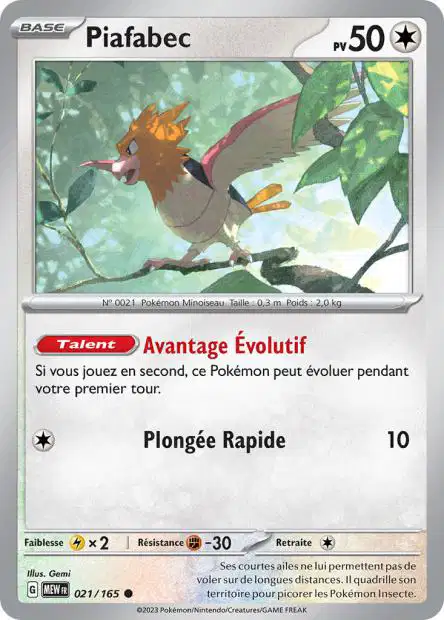 BASE
Piafabec
PV 50
N° 0021 Pokémon Minoiseau Taille : 0,3 m Poids : 2,0 kg
Talent Avantage Évolutif
Si vous jouez en second, ce Pokémon peut évoluer pendant
votre premier tour.
Plongée Rapide 10
Faiblesse ×2 Résistance -30 Retraite
Illus. Gemi
G MEW FR 021/165
Ses courtes ailes ne lui permettent pas de
voler sur de longues distances. Il quadrille son
territoire pour picorer les Pokémon Insecte.
©2023 Pokémon/Nintendo/Creatures/GAME FREAK